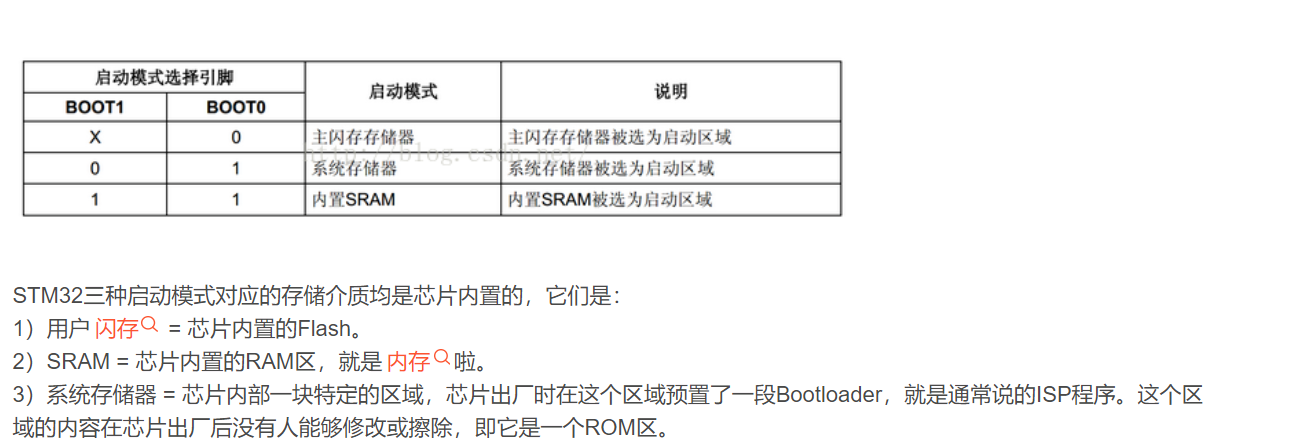 启动模式选择引脚 启动模式 说明
BOOT1 BOOT0
X 0 主闪存存储器 主闪存存储器被选为启动区域
http://blog.csdn.net/
0 1 系统存储器 系统存储器被选为启动区域
1 1 内置SRAM 内置SRAM被选为启动区域
STM32三种启动模式对应的存储介质均是芯片内置的，它们是：
1）用户闪存 = 芯片内置的Flash。
2）SRAM = 芯片内置的RAM区，就是内存啦。
3）系统存储器 = 芯片内部一块特定的区域，芯片出厂时在这个区域预置了一段Bootloader，就是通常说的ISP程序。这个区
域的内容在芯片出厂后没有人能够修改或擦除，即它是一个ROM区。